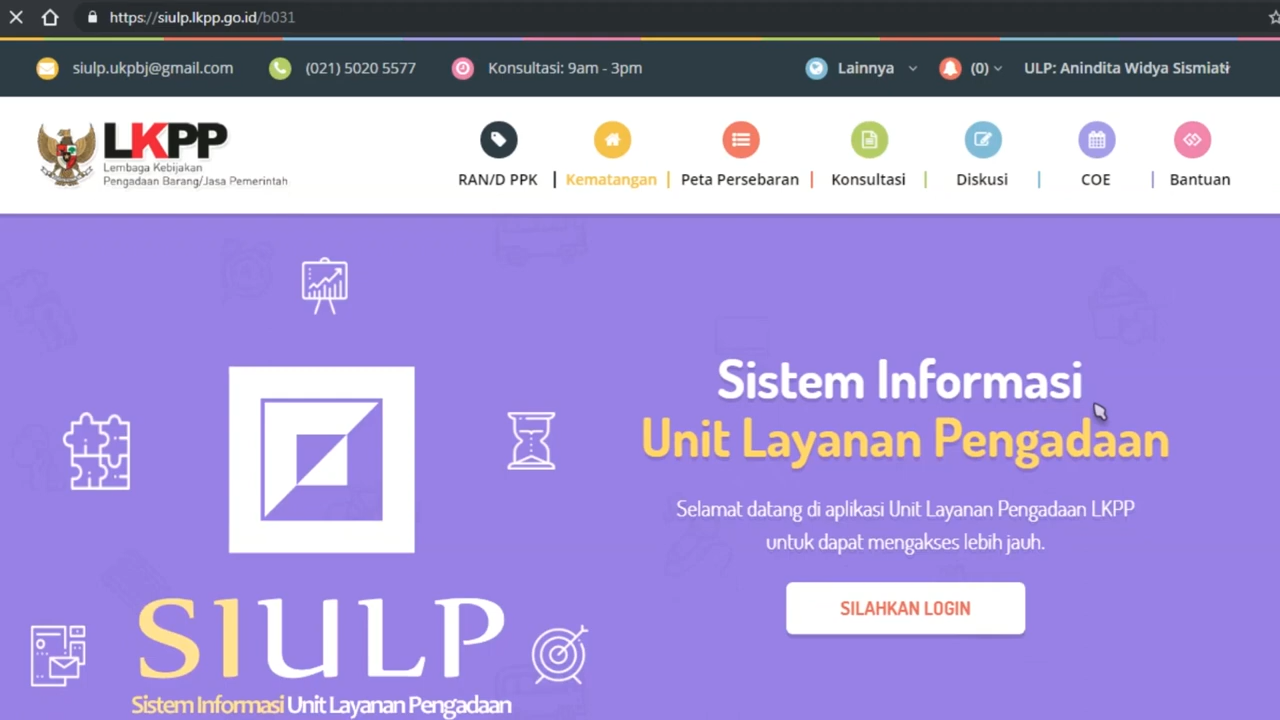 https://siulp.lkpp.go.id/b031
siulp.ukpbj@gmail.com
(021) 5020 5577
Konsultasi: 9am - 3pm
Lainnya
(0)
ULP: Anindita Widya Sismiati
LKPP
Lembaga Kebijakan
Pengadaan Barang/Jasa Pemerintah
RAN/D PPK
Kematangan
Peta Persebaran
Konsultasi
Diskusi
COE
Bantuan
Sistem Informasi
Unit Layanan Pengadaan
Selamat datang di aplikasi Unit Layanan Pengadaan LKPP
untuk dapat mengakses lebih jauh.
SILAHKAN LOGIN
SIULP
Sistem Informasi Unit Layanan Pengadaan